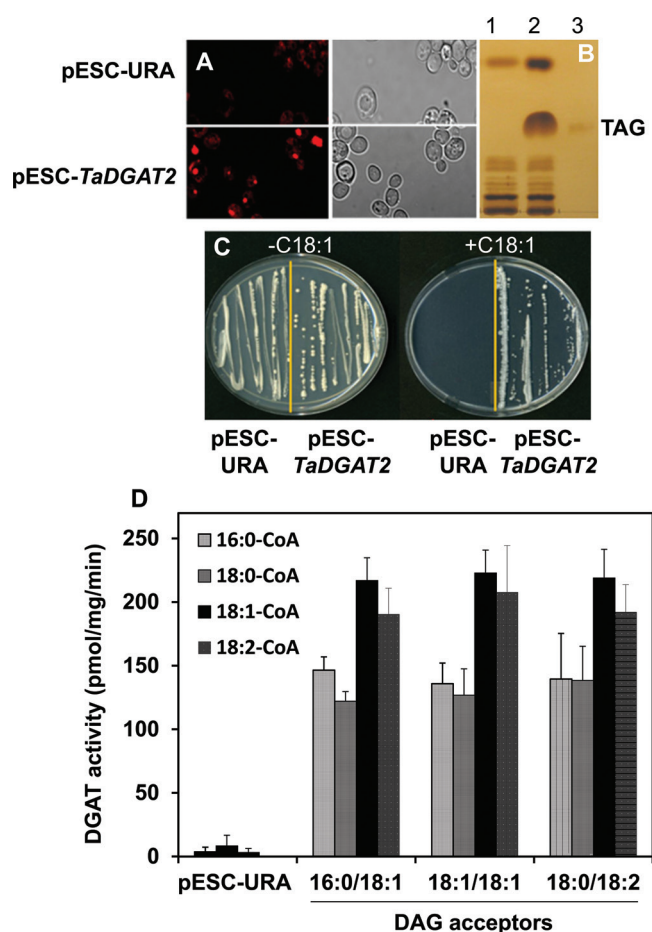 1 2 3
pESC-URA
A
B
TAG
pESC-TaDGAT2
C
-C18:1
+C18:1
pESC-
URA
pESC-
TaDGAT2
pESC-
URA
pESC-
TaDGAT2
D
250
200
150
100
50
0
DGAT activity (pmol/mg/min)
16:0-CoA
18:0-CoA
18:1-CoA
18:2-CoA
pESC-URA
16:0/18:1
18:1/18:1
18:0/18:2
DAG acceptors